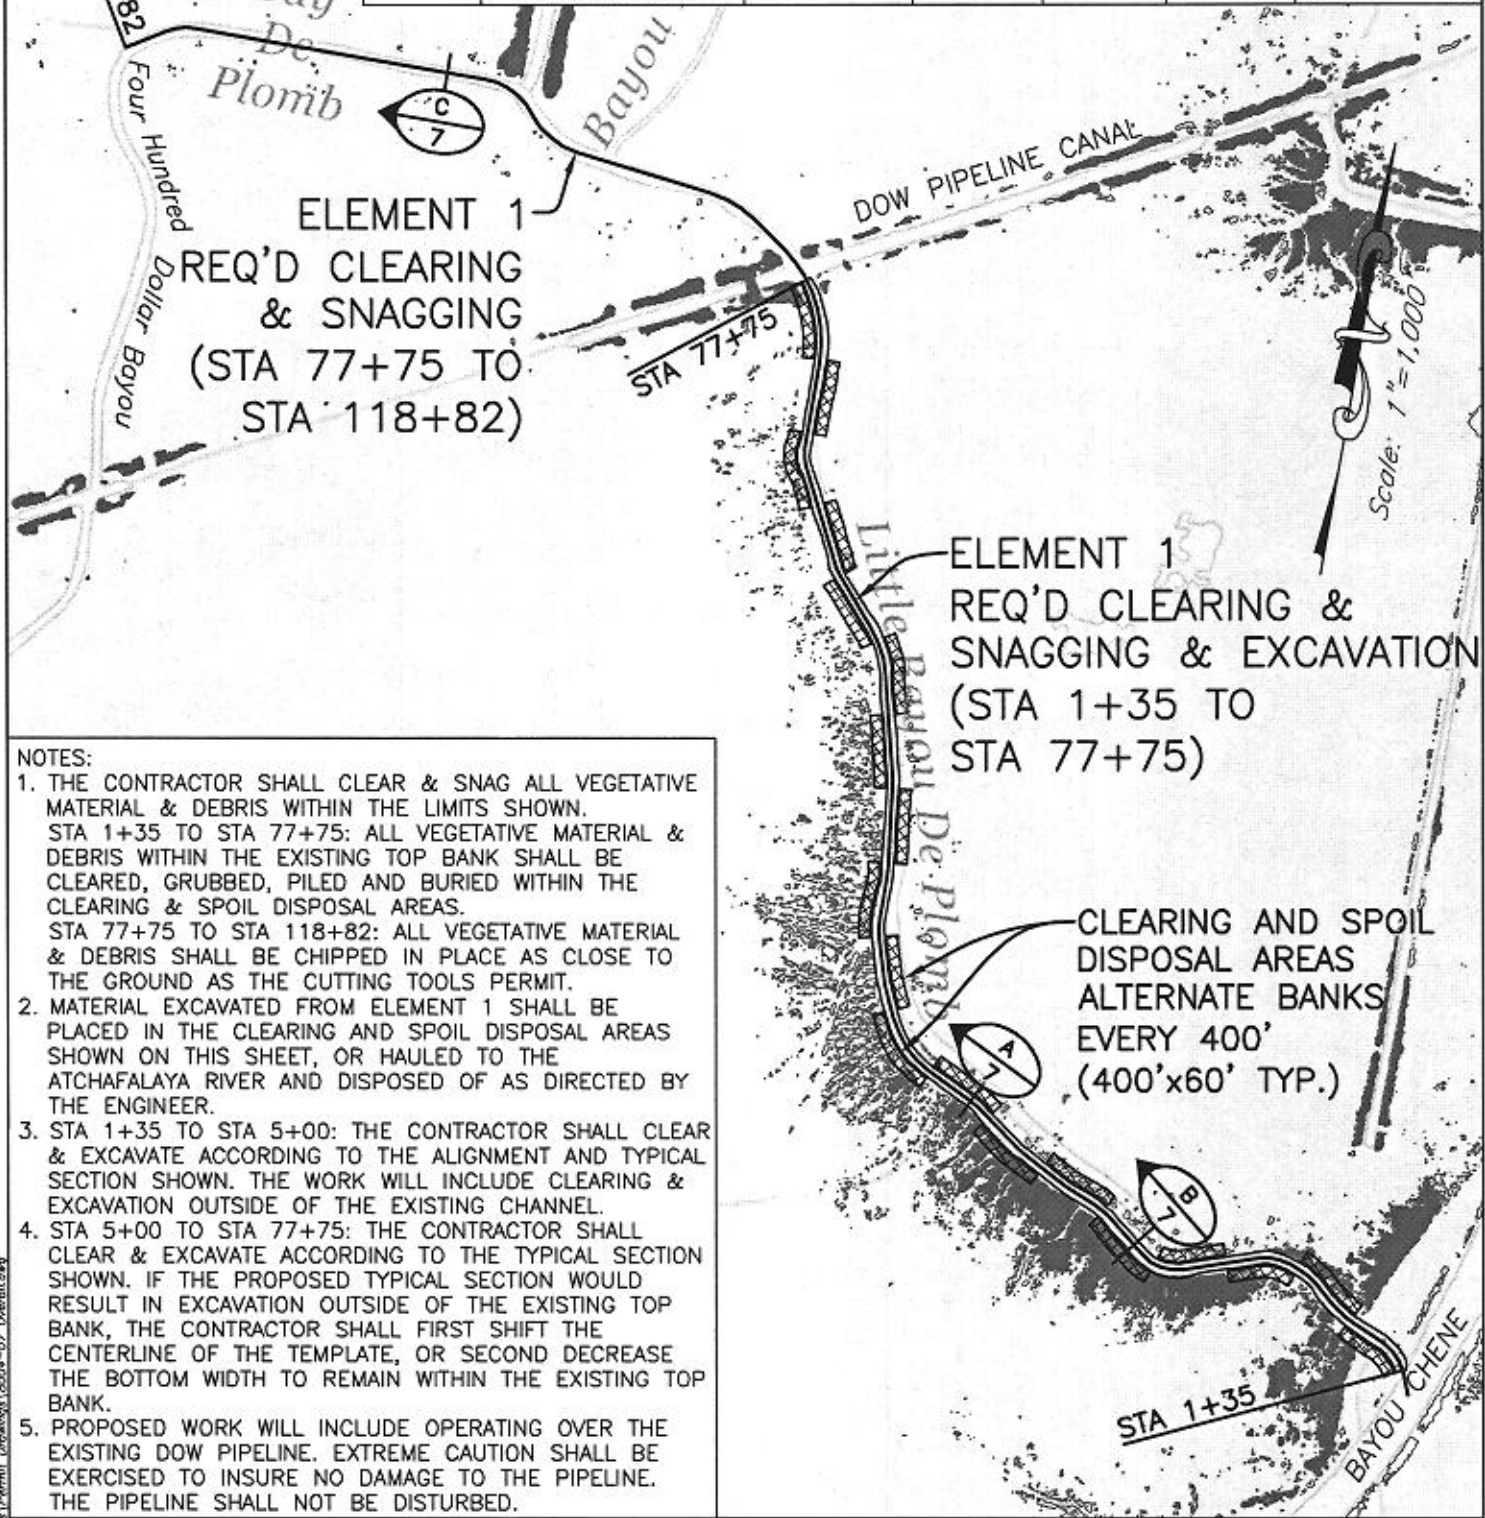 82
De
Plomb
Bayou
Four Hundred
Dollar Bayou
C
7
ELEMENT 1
REQ'D CLEARING
& SNAGGING
(STA 77+75 TO
STA 118+82)
DOW PIPELINE CANAL
STA 77+75
Scale: 1"=1,000
Little Bayou De Plomb
ELEMENT 1
REQ'D CLEARING &
SNAGGING & EXCAVATION
(STA 1+35 TO
STA 77+75)
CLEARING AND SPOIL
DISPOSAL AREAS
ALTERNATE BANKS
EVERY 400'
(400'x60' TYP.)
A
7
B
7
STA 1+35
BAYOU CHENE
NOTES:
1. THE CONTRACTOR SHALL CLEAR & SNAG ALL VEGETATIVE
MATERIAL & DEBRIS WITHIN THE LIMITS SHOWN.
STA 1+35 TO STA 77+75: ALL VEGETATIVE MATERIAL &
DEBRIS WITHIN THE EXISTING TOP BANK SHALL BE
CLEARED, GRUBBED, PILED AND BURIED WITHIN THE
CLEARING & SPOIL DISPOSAL AREAS.
STA 77+75 TO STA 118+82: ALL VEGETATIVE MATERIAL
& DEBRIS SHALL BE CHIPPED IN PLACE AS CLOSE TO
THE GROUND AS THE CUTTING TOOLS PERMIT.
2. MATERIAL EXCAVATED FROM ELEMENT 1 SHALL BE
PLACED IN THE CLEARING AND SPOIL DISPOSAL AREAS
SHOWN ON THIS SHEET, OR HAULED TO THE
ATCHAFALAYA RIVER AND DISPOSED OF AS DIRECTED BY
THE ENGINEER.
3. STA 1+35 TO STA 5+00: THE CONTRACTOR SHALL CLEAR
& EXCAVATE ACCORDING TO THE ALIGNMENT AND TYPICAL
SECTION SHOWN. THE WORK WILL INCLUDE CLEARING &
EXCAVATION OUTSIDE OF THE EXISTING CHANNEL.
4. STA 5+00 TO STA 77+75: THE CONTRACTOR SHALL
CLEAR & EXCAVATE ACCORDING TO THE TYPICAL SECTION
SHOWN. IF THE PROPOSED TYPICAL SECTION WOULD
RESULT IN EXCAVATION OUTSIDE OF THE EXISTING TOP
BANK, THE CONTRACTOR SHALL FIRST SHIFT THE
CENTERLINE OF THE TEMPLATE, OR SECOND DECREASE
THE BOTTOM WIDTH TO REMAIN WITHIN THE EXISTING TOP
BANK.
5. PROPOSED WORK WILL INCLUDE OPERATING OVER THE
EXISTING DOW PIPELINE. EXTREME CAUTION SHALL BE
EXERCISED TO INSURE NO DAMAGE TO THE PIPELINE.
THE PIPELINE SHALL NOT BE DISTURBED.